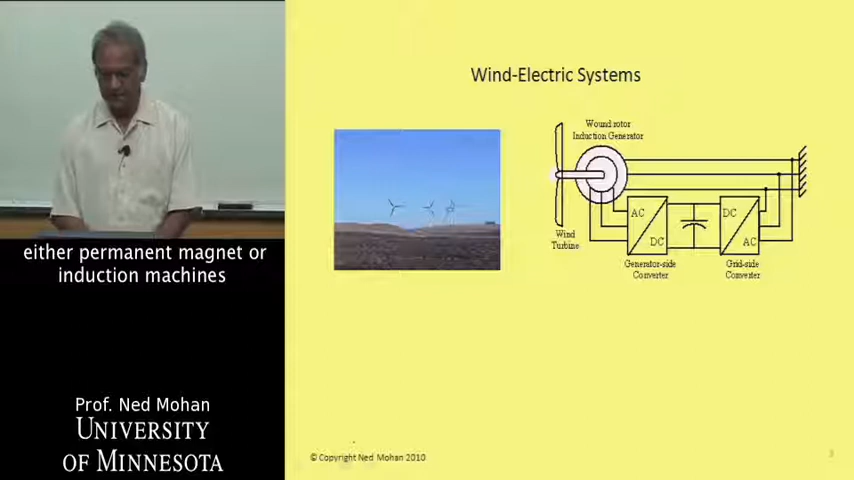 Wind-Electric Systems
Wound rotor
Induction Generator
AC
DC
DC
AC
Wind
Turbine
Generator-side
Converter
Grid-side
Converter
either permanent magnet or
induction machines
Prof. Ned Mohan
UNIVERSITY
OF MINNESOTA
© Copyright Ned Mohan 2010
3